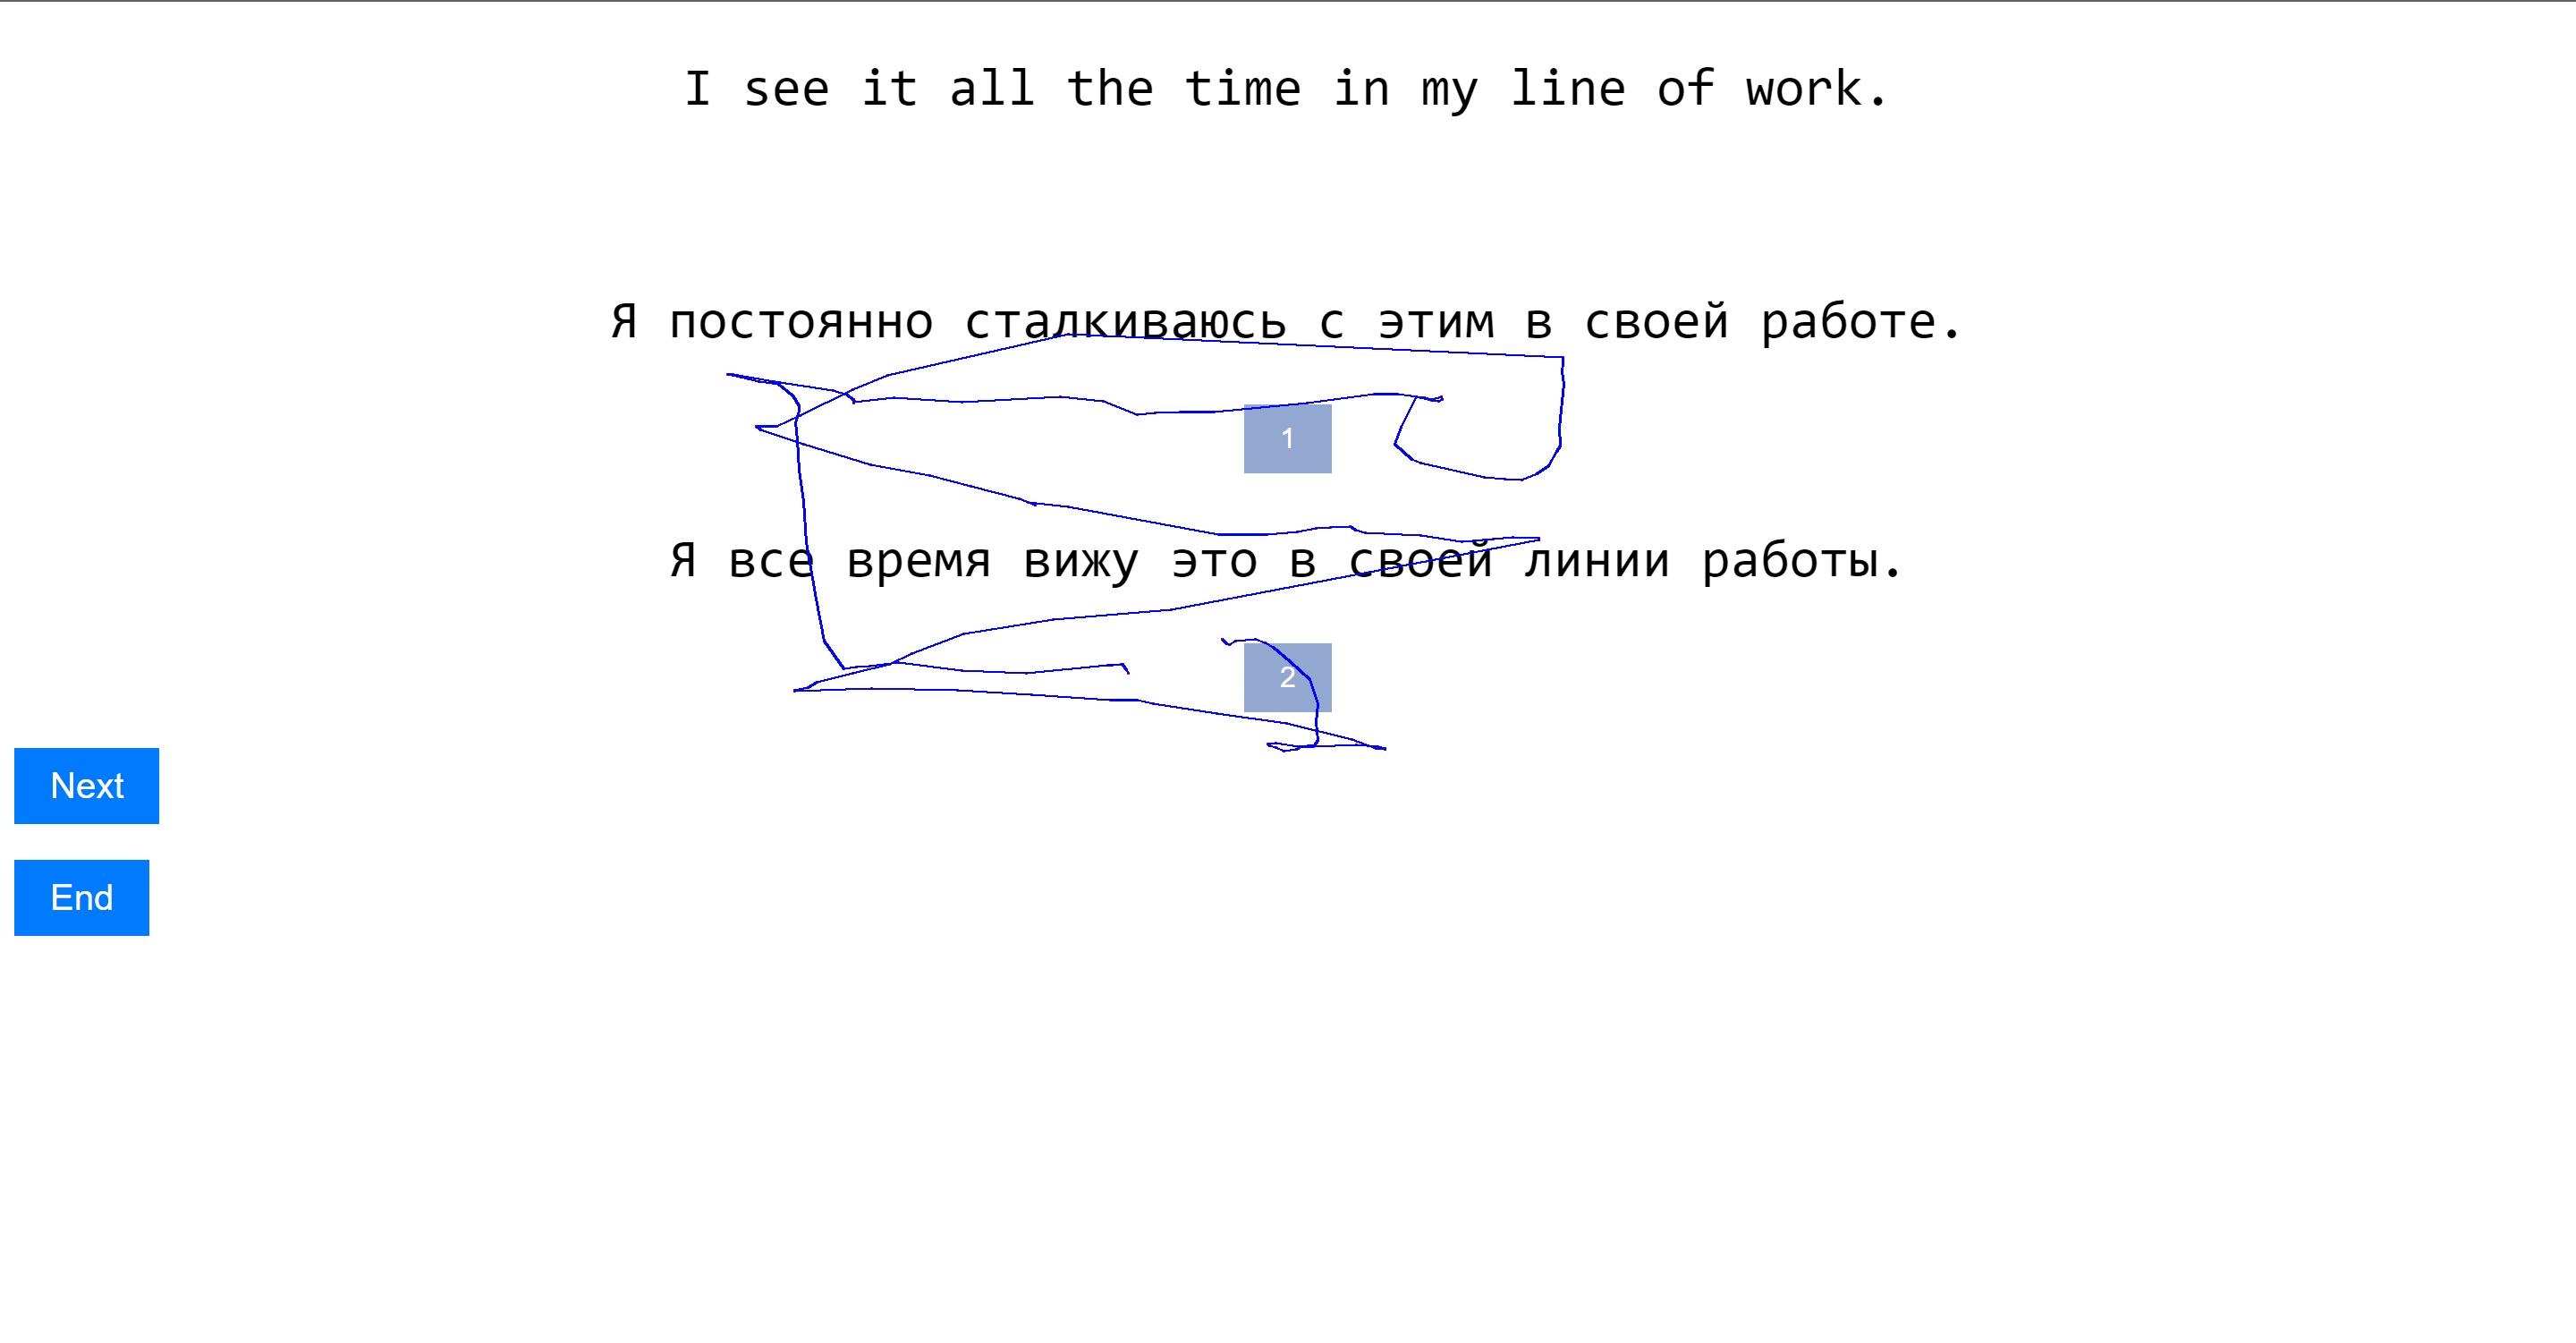 I see it all the time in my line of work.
Я постоянно сталкиваюсь с этим в своей работе.
1
Я все время вижу это в своей линии работы.
2
Next
End